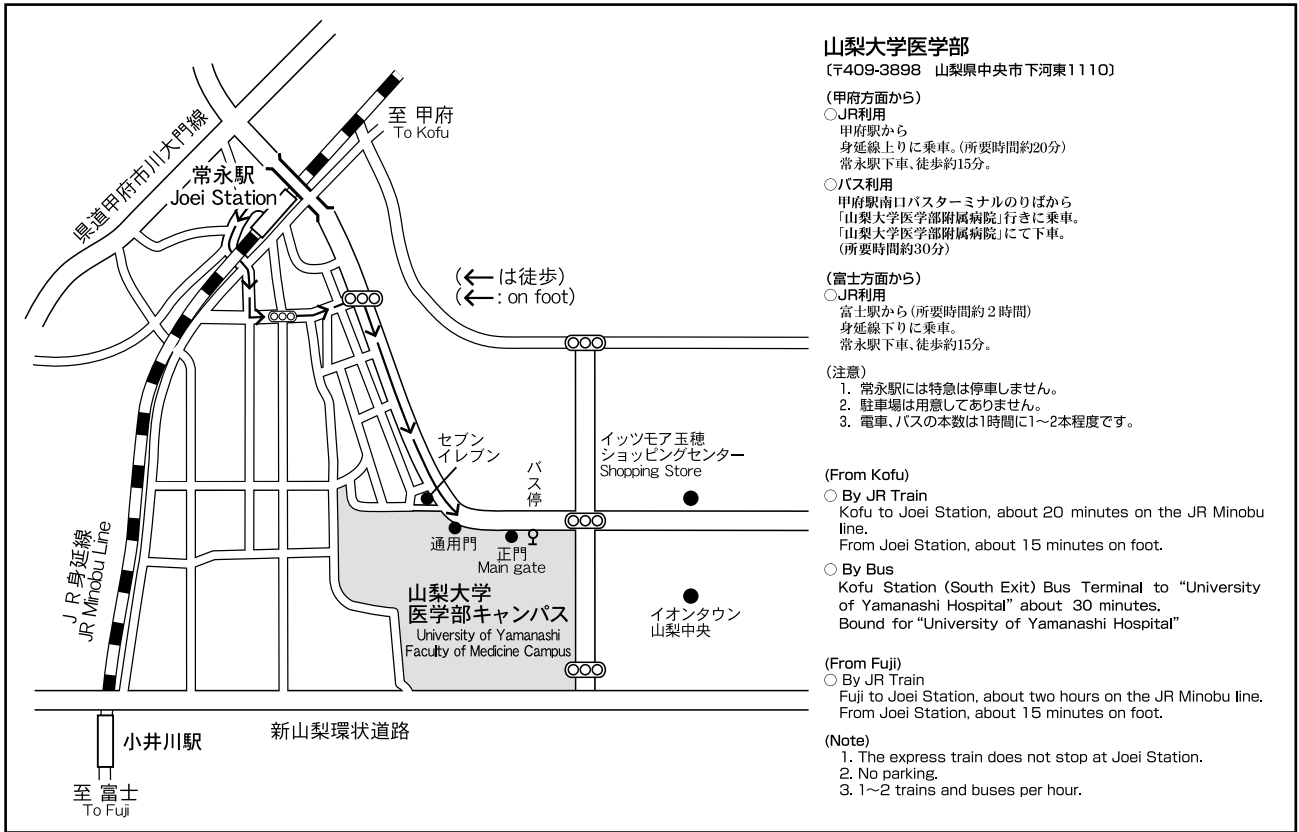 県道甲府市川大門線
至 甲府
To Kofu
常永駅
Joei Station
(← は徒歩)
(← : on foot)
セブン
イレブン
バス停
イッツモア玉穂
ショッピングセンター
Shopping Store
通用門
正門
Main gate
山梨大学
医学部キャンパス
University of Yamanashi
Faculty of Medicine Campus
イオンタウン
山梨中央
JR身延線
JR Minobu Line
小井川駅
新山梨環状道路
至 富士
To Fuji
山梨大学医学部
〔〒409-3898 山梨県中央市下河東1110〕
(甲府方面から)
○JR利用
甲府駅から
身延線上りに乗車。(所要時間約20分)
常永駅下車、徒歩約15分。
○バス利用
甲府駅南口バスターミナルのりばから
「山梨大学医学部附属病院」行きに乗車。
「山梨大学医学部附属病院」にて下車。
(所要時間約30分)
(富士方面から)
○JR利用
富士駅から(所要時間約2時間)
身延線下りに乗車。
常永駅下車、徒歩約15分。
(注意)
1. 常永駅には特急は停車しません。
2. 駐車場は用意してありません。
3. 電車、バスの本数は1時間に1〜2本程度です。
(From Kofu)
○ By JR Train
Kofu to Joei Station, about 20 minutes on the JR Minobu
line.
From Joei Station, about 15 minutes on foot.
○ By Bus
Kofu Station (South Exit) Bus Terminal to “University
of Yamanashi Hospital” about 30 minutes.
Bound for “University of Yamanashi Hospital”
(From Fuji)
○ By JR Train
Fuji to Joei Station, about two hours on the JR Minobu line.
From Joei Station, about 15 minutes on foot.
(Note)
1. The express train does not stop at Joei Station.
2. No parking.
3. 1〜2 trains and buses per hour.